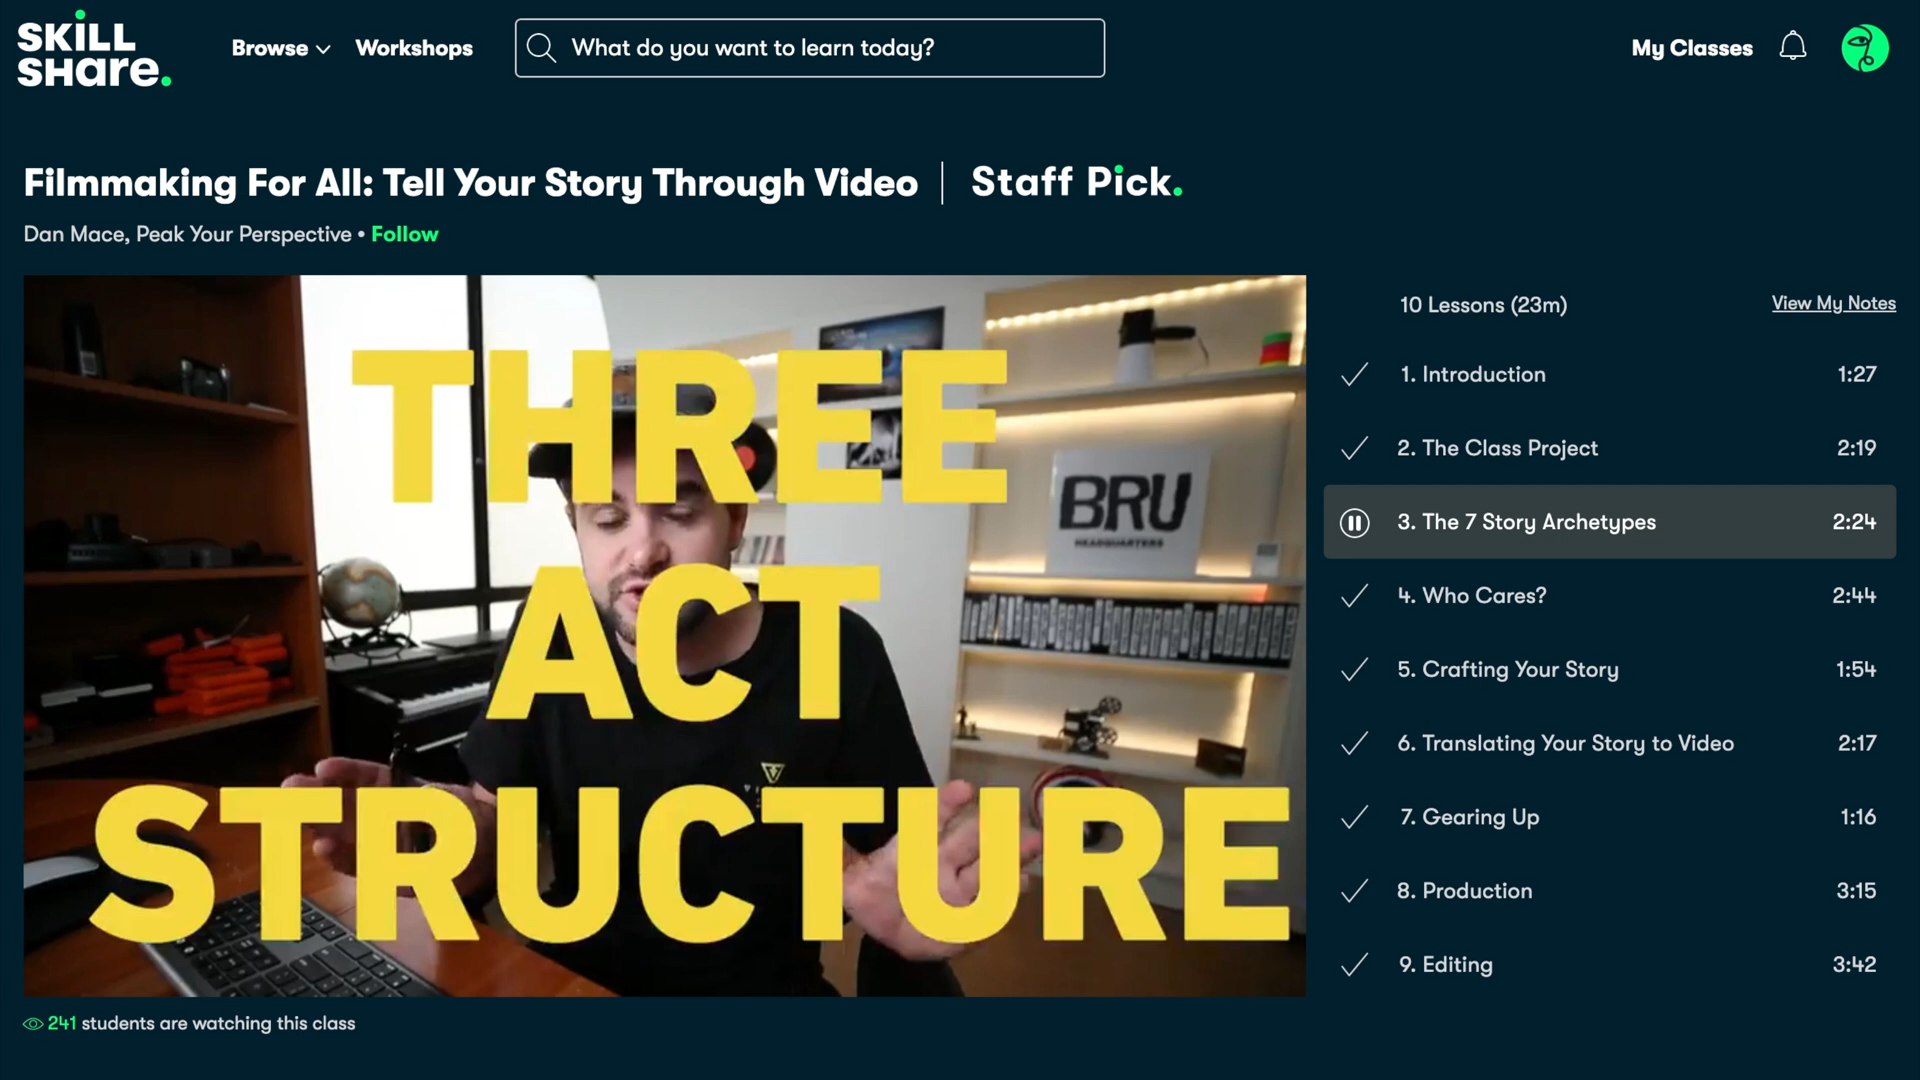 SKILL
SHare.
Browse
Workshops
What do you want to learn today?
My Classes
Filmmaking For All: Tell Your Story Through Video
Staff Pick.
Dan Mace, Peak Your Perspective • Follow
THREE
ACT
STRUCTURE
BRU
HEADQUARTERS
10 Lessons (23m)
View My Notes
1. Introduction 1:27
2. The Class Project 2:19
3. The 7 Story Archetypes 2:24
4. Who Cares? 2:44
5. Crafting Your Story 1:54
6. Translating Your Story to Video 2:17
7. Gearing Up 1:16
8. Production 3:15
9. Editing 3:42
241 students are watching this class